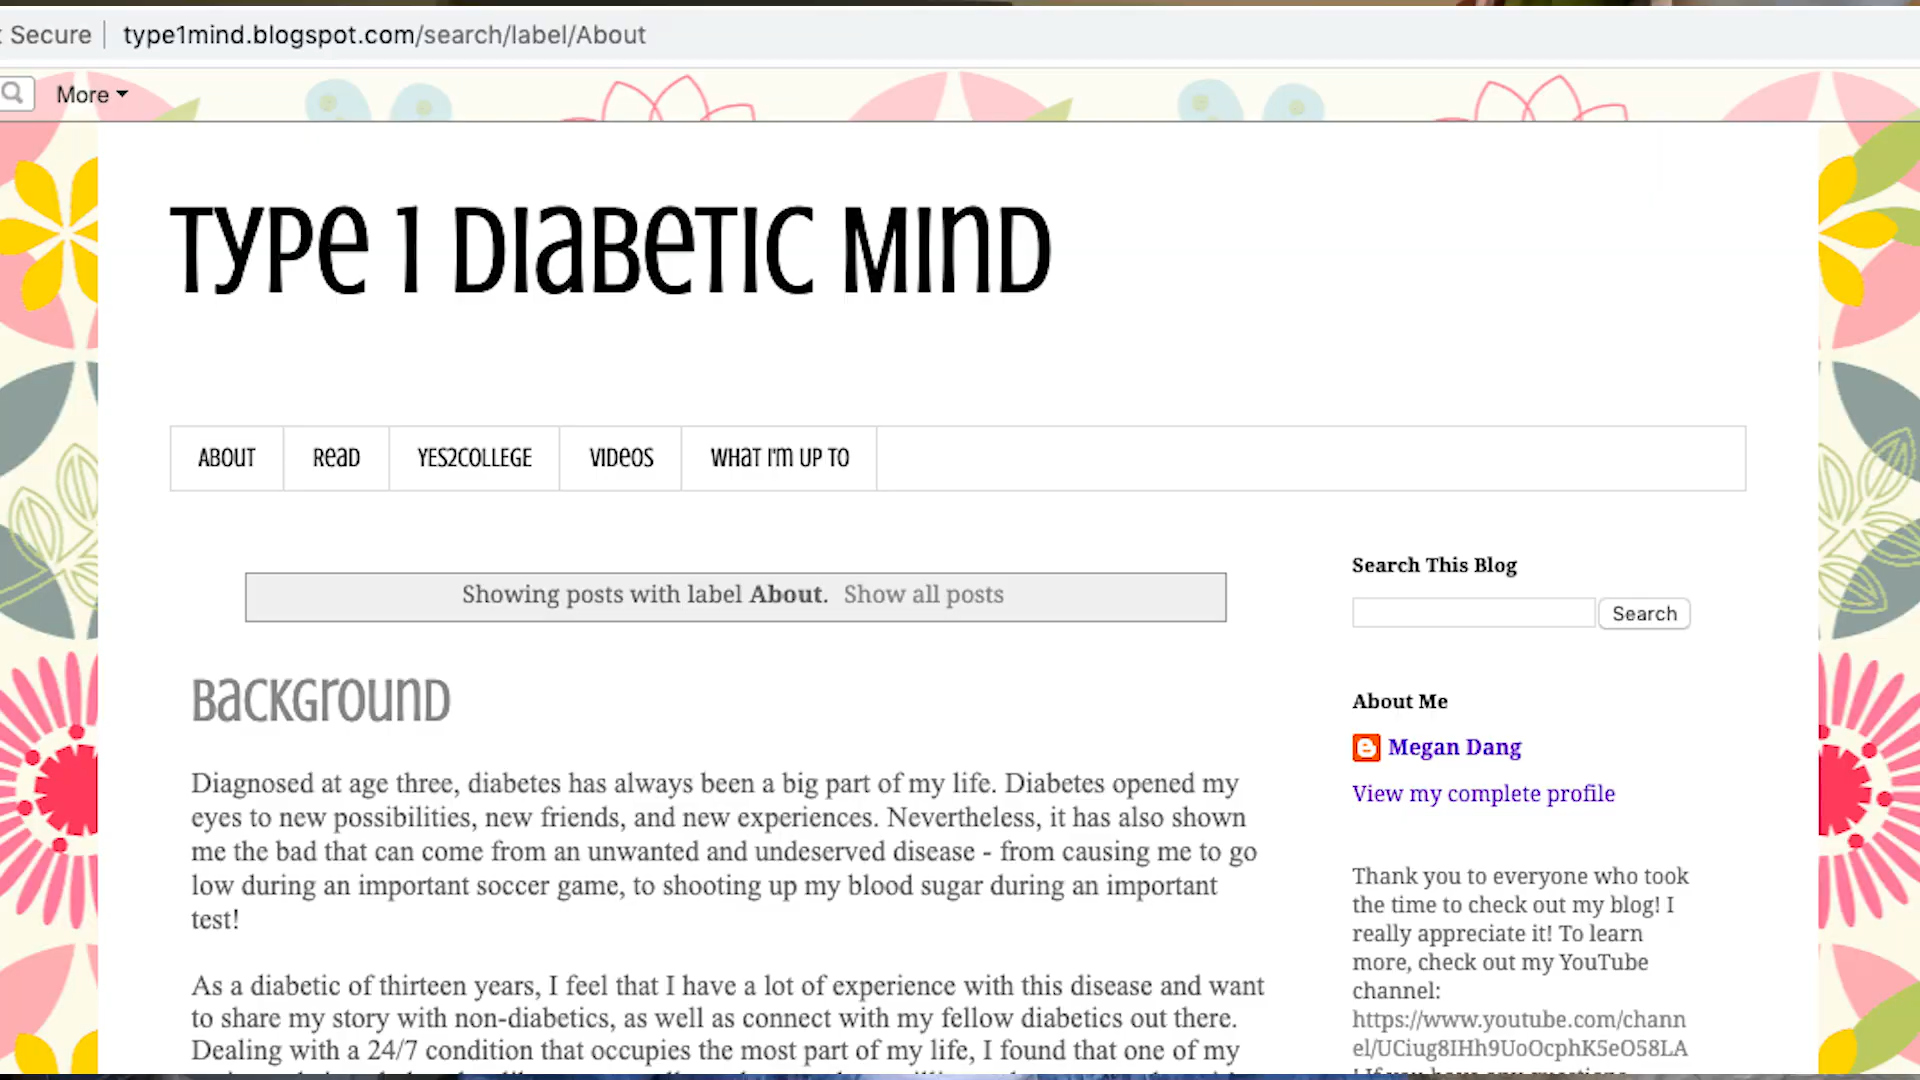 Secure
type1mind.blogspot.com/search/label/About
More
Type 1 Diabetic Mind
About
Read
Yes2College
Videos
What I'm Up To
Showing posts with label About. Show all posts
Background
Diagnosed at age three, diabetes has always been a big part of my life. Diabetes opened my
eyes to new possibilities, new friends, and new experiences. Nevertheless, it has also shown
me the bad that can come from an unwanted and undeserved disease - from causing me to go
low during an important soccer game, to shooting up my blood sugar during an important
test!
As a diabetic of thirteen years, I feel that I have a lot of experience with this disease and want
to share my story with non-diabetics, as well as connect with my fellow diabetics out there.
Dealing with a 24/7 condition that occupies the most part of my life, I found that one of my
Search This Blog
Search
About Me
Megan Dang
View my complete profile
Thank you to everyone who took
the time to check out my blog! I
really appreciate it! To learn
more, check out my YouTube
channel:
https://www.youtube.com/chann
el/UCiug8IHh9UoOcphK5eO58LA